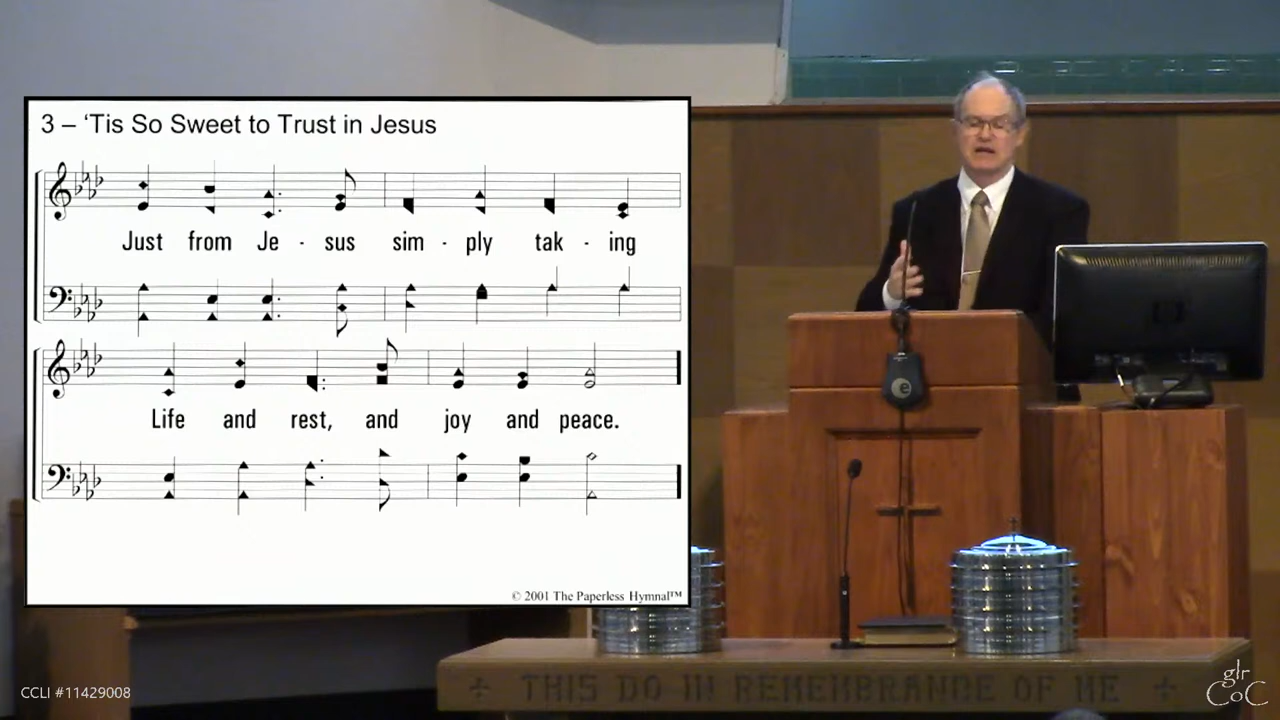 3 – ‘Tis So Sweet to Trust in Jesus
Just from Je - sus sim - ply tak - ing
Life and rest, and joy and peace.
© 2001 The Paperless Hymnal™
e
THIS DO IN REMEMBRANCE OF ME
CCLI #11429008
glr
CoC